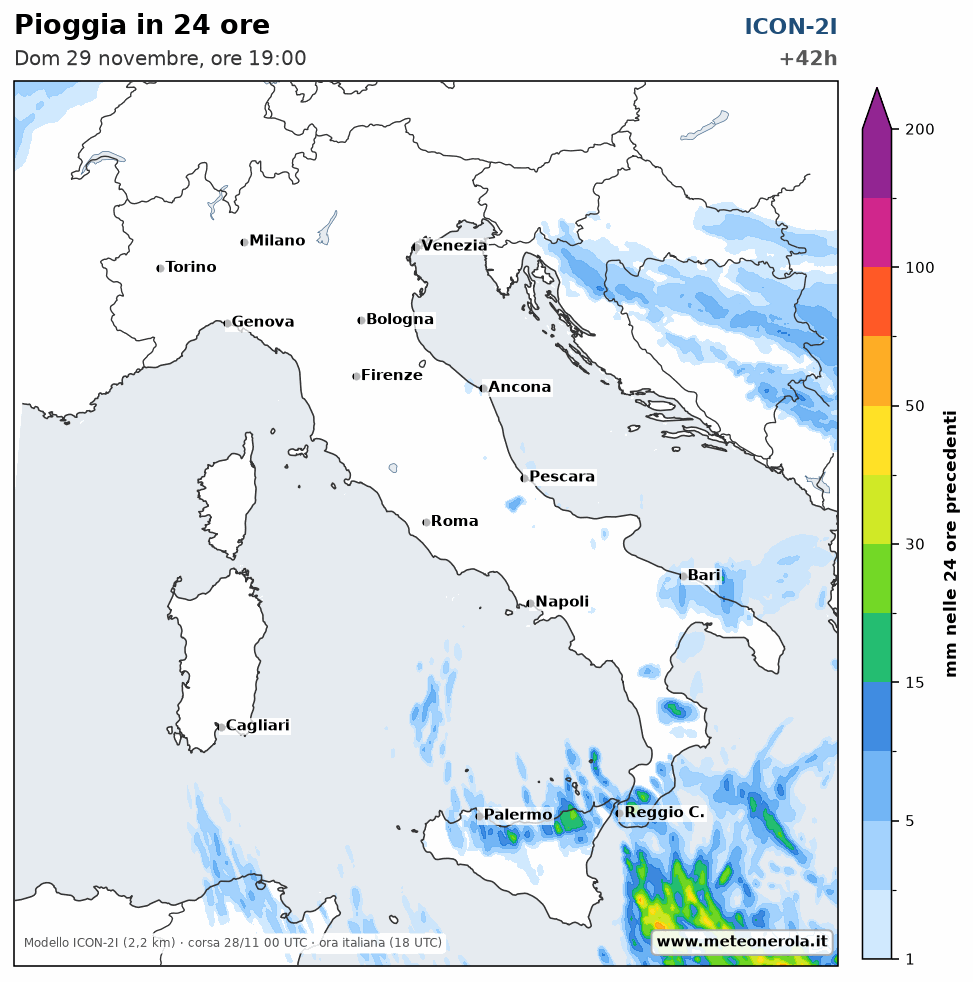 Pioggia in 24 ore
ICON-2I
Dom 29 novembre, ore 19:00
+42h
Milano
Venezia
Torino
Genova
Bologna
Firenze
Ancona
Pescara
Roma
Bari
Napoli
Cagliari
Palermo
Reggio C.
Modello ICON-2I (2,2 km) · corsa 28/11 00 UTC · ora italiana (18 UTC)
www.meteonerola.it
200
100
50
30
15
5
1
mm nelle 24 ore precedenti